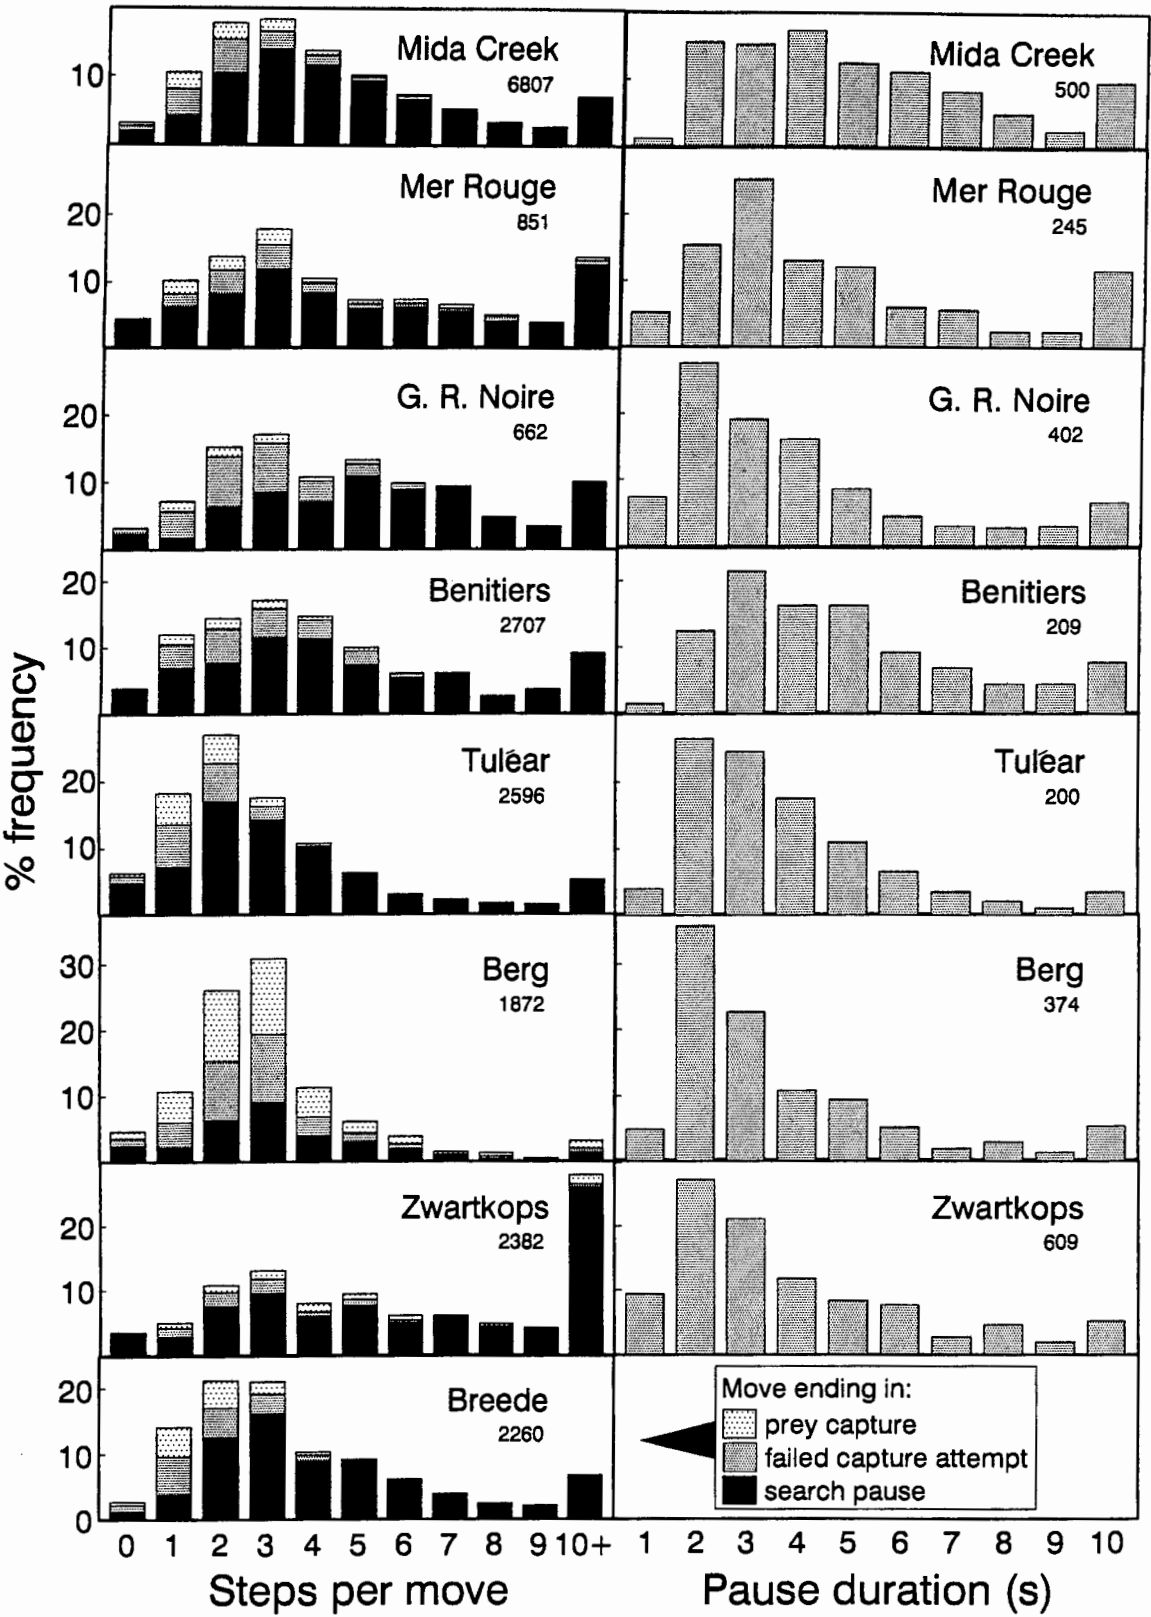 % frequency
10
Mida Creek
6807
Mida Creek
500
20
10
Mer Rouge
851
Mer Rouge
245
20
10
G. R. Noire
662
G. R. Noire
402
20
10
Benitiers
2707
Benitiers
209
20
10
Tuléar
2596
Tuléar
200
30
20
10
Berg
1872
Berg
374
20
10
Zwartkops
2382
Zwartkops
609
20
10
0
Breede
2260
Move ending in:
prey capture
failed capture attempt
search pause
0 1 2 3 4 5 6 7 8 9 10+
1 2 3 4 5 6 7 8 9 10
Steps per move
Pause duration (s)